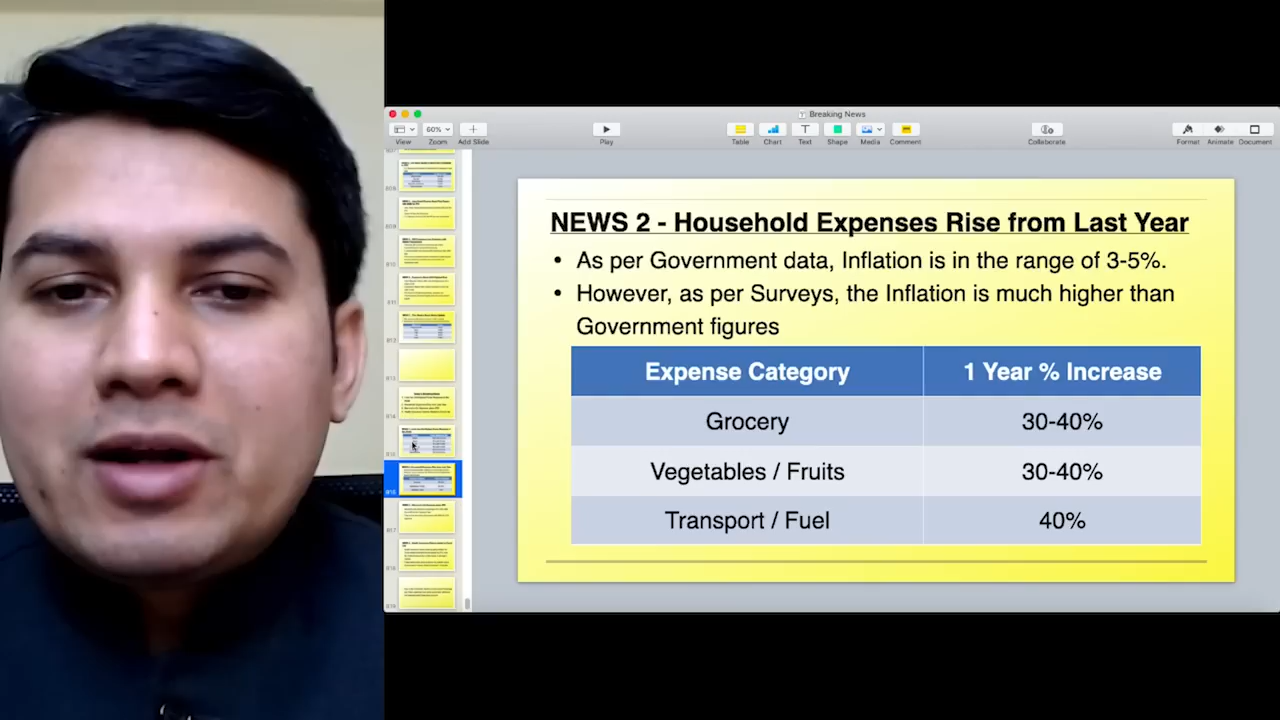 Breaking News
60%
View
Zoom
Add Slide
Play
Table
Chart
Text
Shape
Media
Comment
Collaborate
Format
Animate
Document
NEWS 2 - Household Expenses Rise from Last Year
• As per Government data, Inflation is in the range of 3-5%.
• However, as per Surveys, the Inflation is much higher than
Government figures
Expense Category 1 Year % Increase
Grocery 30-40%
Vegetables / Fruits 30-40%
Transport / Fuel 40%